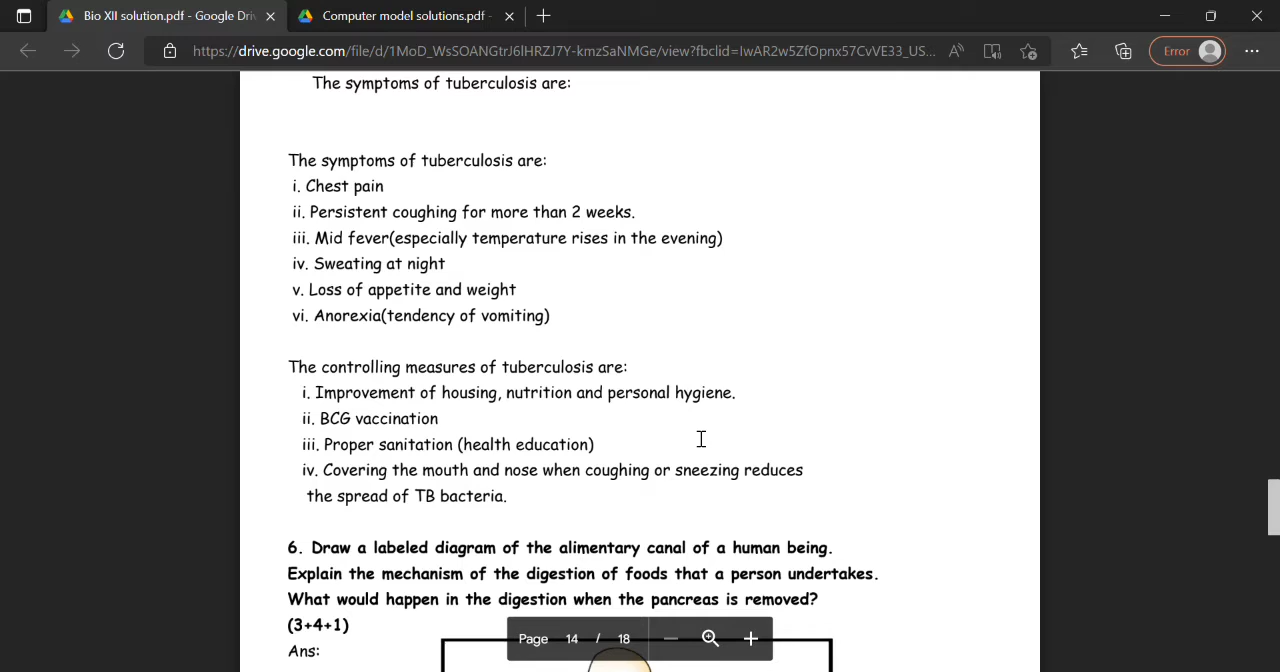 Bio XII solution.pdf - Google Dri
Computer model solutions.pdf -
https://drive.google.com/file/d/1MoD_WsSOANGtrJ6lHRZJ7Y-kmzSaNMGe/view?fbclid=IwAR2w5ZfOpnx57CvVE33_US...
Error
The symptoms of tuberculosis are:
The symptoms of tuberculosis are:
i. Chest pain
ii. Persistent coughing for more than 2 weeks.
iii. Mid fever(especially temperature rises in the evening)
iv. Sweating at night
v. Loss of appetite and weight
vi. Anorexia(tendency of vomiting)
The controlling measures of tuberculosis are:
i. Improvement of housing, nutrition and personal hygiene.
ii. BCG vaccination
iii. Proper sanitation (health education)
iv. Covering the mouth and nose when coughing or sneezing reduces
the spread of TB bacteria.
6. Draw a labeled diagram of the alimentary canal of a human being.
Explain the mechanism of the digestion of foods that a person undertakes.
What would happen in the digestion when the pancreas is removed?
(3+4+1)
Ans:
Page 14 / 18